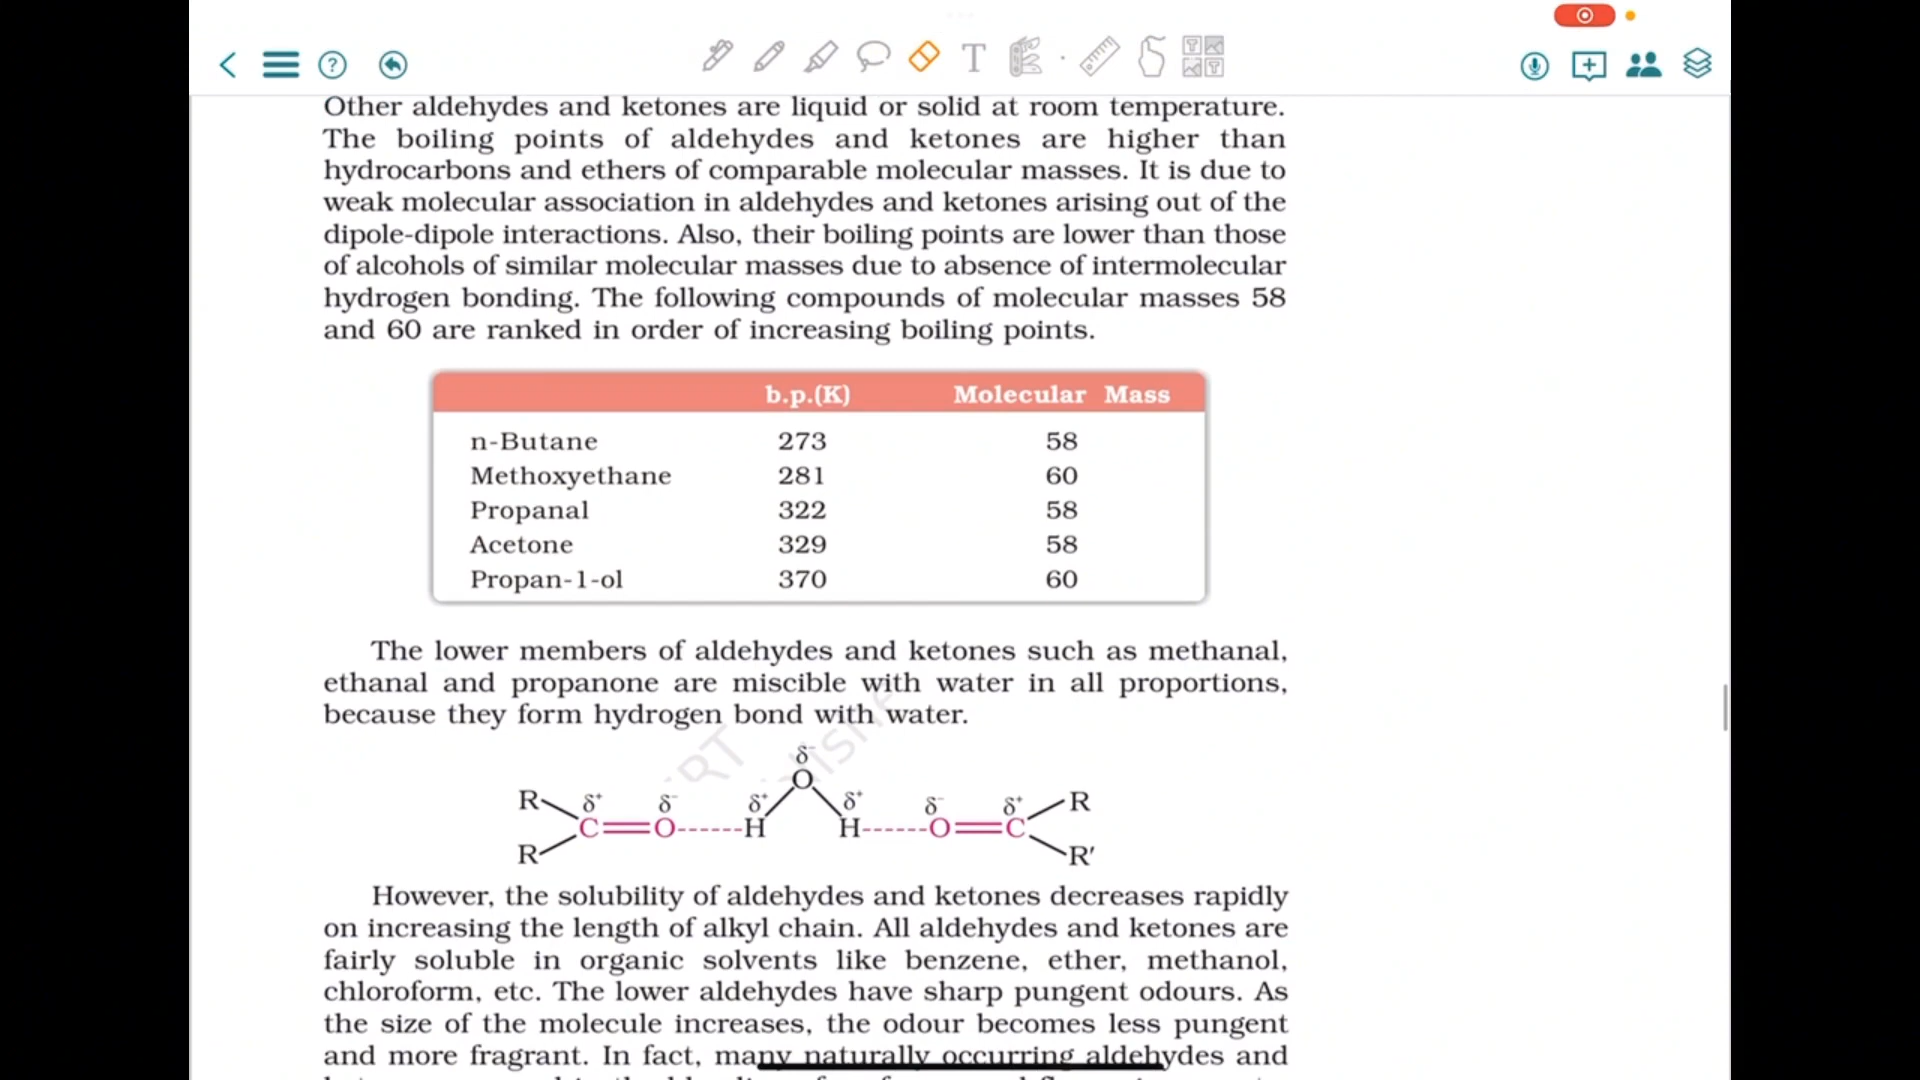 Other aldehydes and ketones are liquid or solid at room temperature.
The boiling points of aldehydes and ketones are higher than
hydrocarbons and ethers of comparable molecular masses. It is due to
weak molecular association in aldehydes and ketones arising out of the
dipole-dipole interactions. Also, their boiling points are lower than those
of alcohols of similar molecular masses due to absence of intermolecular
hydrogen bonding. The following compounds of molecular masses 58
and 60 are ranked in order of increasing boiling points.
b.p.(K) Molecular Mass
n-Butane 273 58
Methoxyethane 281 60
Propanal 322 58
Acetone 329 58
Propan-1-ol 370 60
The lower members of aldehydes and ketones such as methanal,
ethanal and propanone are miscible with water in all proportions,
because they form hydrogen bond with water.
δ⁻
O
R δ⁺ δ⁻ δ⁺ δ⁺ δ⁻ δ⁺ R
C=O------H H------O=C
R R′
However, the solubility of aldehydes and ketones decreases rapidly
on increasing the length of alkyl chain. All aldehydes and ketones are
fairly soluble in organic solvents like benzene, ether, methanol,
chloroform, etc. The lower aldehydes have sharp pungent odours. As
the size of the molecule increases, the odour becomes less pungent
and more fragrant. In fact, many naturally occurring aldehydes and